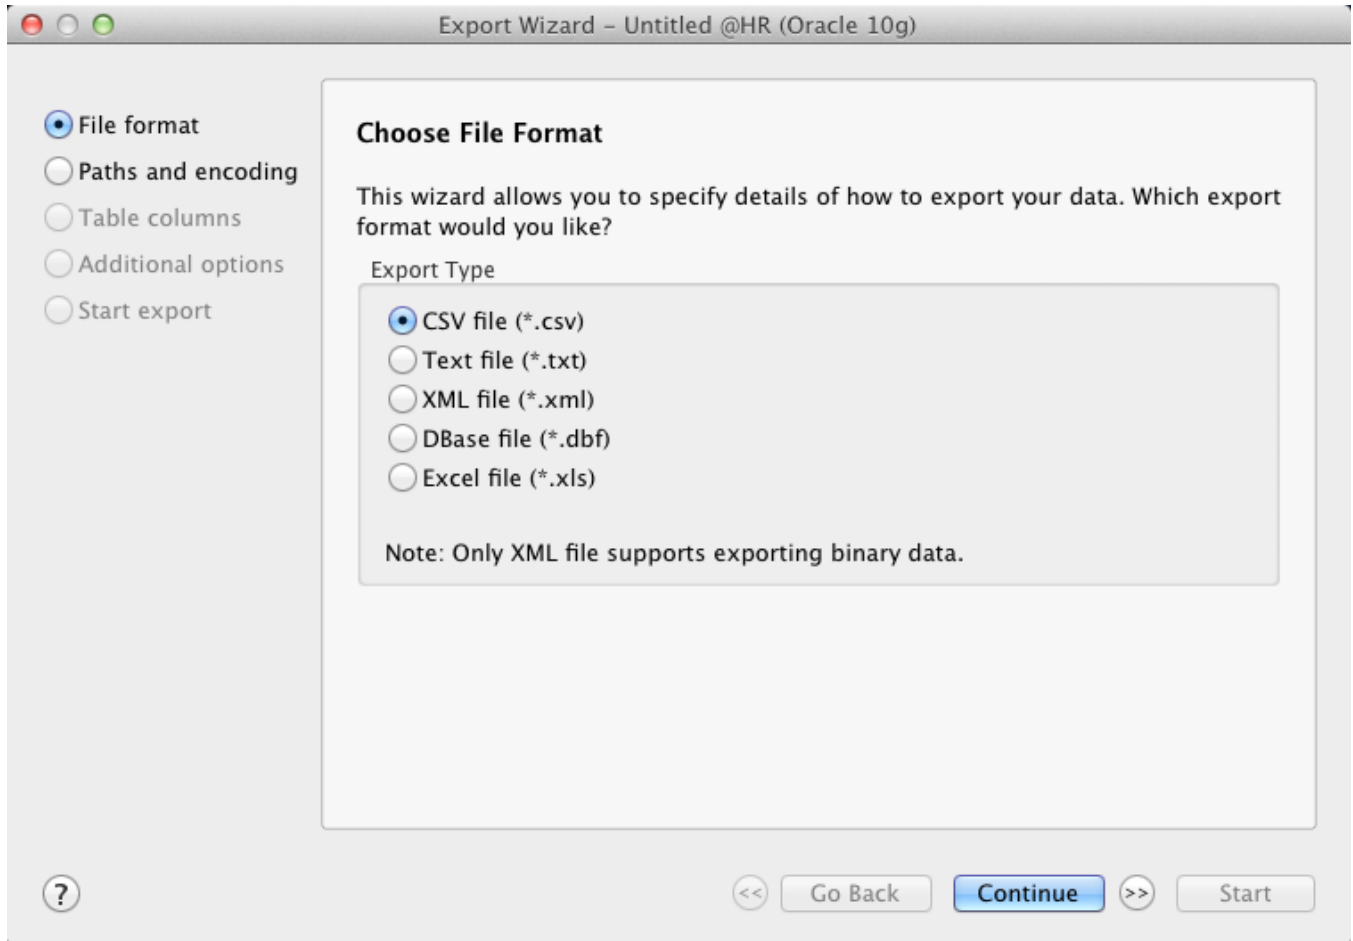 Export Wizard – Untitled @HR (Oracle 10g)
File format
Paths and encoding
Table columns
Additional options
Start export
Choose File Format
This wizard allows you to specify details of how to export your data. Which export
format would you like?
Export Type
CSV file (*.csv)
Text file (*.txt)
XML file (*.xml)
DBase file (*.dbf)
Excel file (*.xls)
Note: Only XML file supports exporting binary data.
? << Go Back Continue >> Start